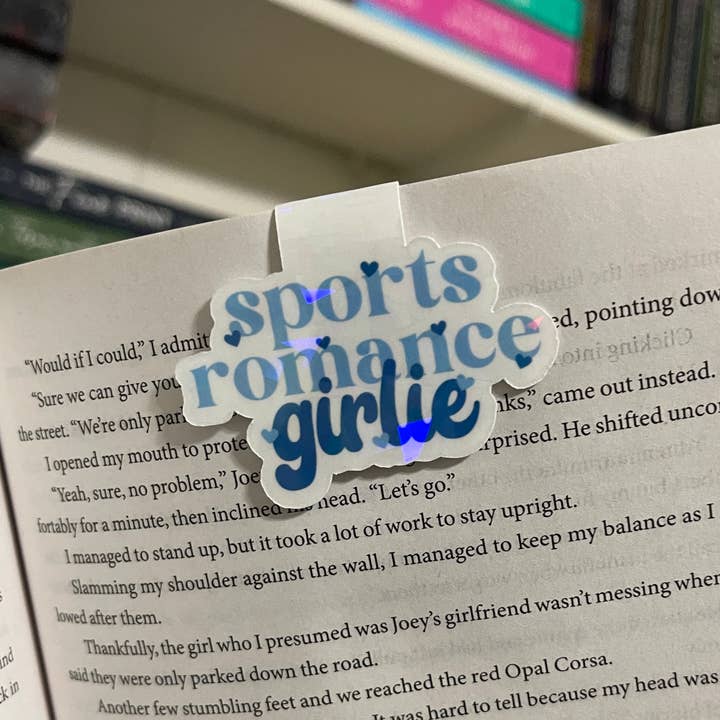 sports
romance
girlie
“Would if I could,” I admit ed, pointing dow
“Sure we can give you
the street. “We’re only par nks,” came out instead.
I opened my mouth to prote rprised. He shifted unco
“Yeah, sure, no problem,” Joe
fortably for a minute, then inclined his head. “Let’s go.”
I managed to stand up, but it took a lot of work to stay upright.
Slamming my shoulder against the wall, I managed to keep my balance as I
lowed after them.
Thankfully, the girl who I presumed was Joey’s girlfriend wasn’t messing when
said they were only parked down the road.
Another few stumbling feet and we reached the red Opal Corsa.
It was hard to tell because my head was
nd
k in